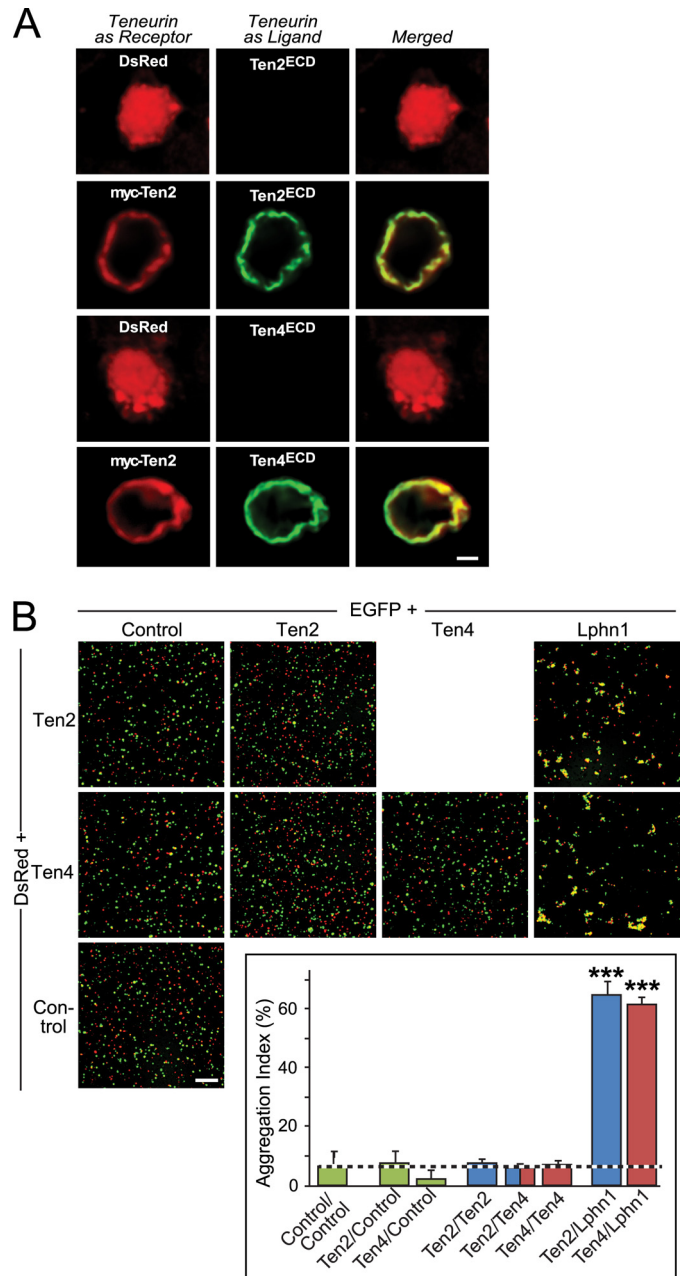 A
Teneurin as Receptor
Teneurin as Ligand
Merged
DsRed
Ten2ECD
myc-Ten2
Ten2ECD
DsRed
Ten4ECD
myc-Ten2
Ten4ECD
B
EGFP +
Control
Ten2
Ten4
Lphn1
DsRed +
Ten2
Ten4
Con-
trol
Aggregation Index (%)
60
40
20
0
***
***
Control/
Control
Ten2/Control
Ten4/Control
Ten2/Ten2
Ten2/Ten4
Ten4/Ten4
Ten2/Lphn1
Ten4/Lphn1